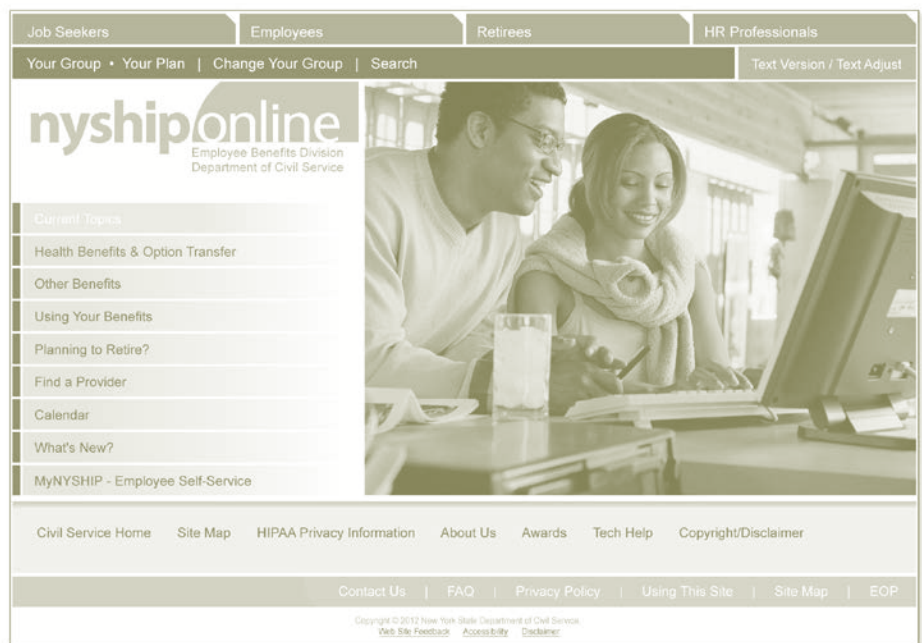 Job Seekers Employees Retirees HR Professionals
Your Group • Your Plan | Change Your Group | Search Text Version / Text Adjust
nyship online
Employee Benefits Division
Department of Civil Service
Current Topics
Health Benefits & Option Transfer
Other Benefits
Using Your Benefits
Planning to Retire?
Find a Provider
Calendar
What's New?
MyNYSHIP - Employee Self-Service
Civil Service Home Site Map HIPAA Privacy Information About Us Awards Tech Help Copyright/Disclaimer
Contact Us | FAQ | Privacy Policy | Using This Site | Site Map | EOP
Copyright © 2012 New York State Department of Civil Service
Web Site Feedback Accessibility Disclaimer